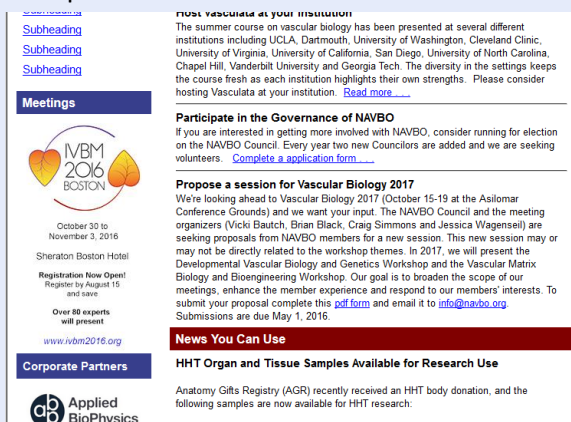 Subheading
Subheading
Subheading
Subheading
Meetings
IVBM
2016
BOSTON
October 30 to
November 3, 2016
Sheraton Boston Hotel
Registration Now Open!
Register by August 15
and save
Over 80 experts
will present
www.ivbm2016.org
Corporate Partners
Applied
BioPhysics
Host Vasculata at your Institution
The summer course on vascular biology has been presented at several different
institutions including UCLA, Dartmouth, University of Washington, Cleveland Clinic,
University of Virginia, University of California, San Diego, University of North Carolina,
Chapel Hill, Vanderbilt University and Georgia Tech. The diversity in the settings keeps
the course fresh as each institution highlights their own strengths.  Please consider
hosting Vasculata at your institution.  Read more . . .
Participate in the Governance of NAVBO
If you are interested in getting more involved with NAVBO, consider running for election
on the NAVBO Council. Every year two new Councilors are added and we are seeking
volunteers.  Complete a application form . . .
Propose a session for Vascular Biology 2017
We're looking ahead to Vascular Biology 2017 (October 15-19 at the Asilomar
Conference Grounds) and we want your input. The NAVBO Council and the meeting
organizers (Vicki Bautch, Brian Black, Craig Simmons and Jessica Wagenseil) are
seeking proposals from NAVBO members for a new session. This new session may or
may not be directly related to the workshop themes. In 2017, we will present the
Developmental Vascular Biology and Genetics Workshop and the Vascular Matrix
Biology and Bioengineering Workshop. Our goal is to broaden the scope of our
meetings, enhance the member experience and respond to our members' interests. To
submit your proposal complete this pdf form and email it to info@navbo.org.
Submissions are due May 1, 2016.
News You Can Use
HHT Organ and Tissue Samples Available for Research Use
Anatomy Gifts Registry (AGR) recently received an HHT body donation, and the
following samples are now available for HHT research: